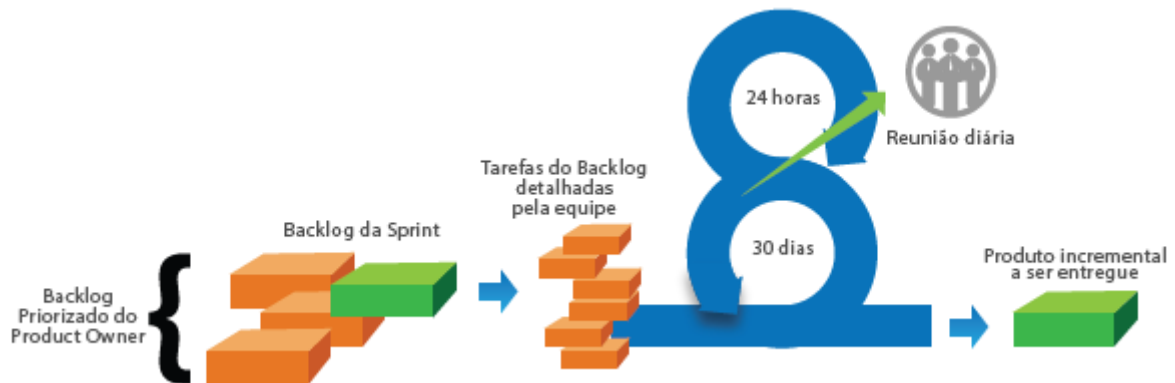 Backlog
Priorizado do
Product Owner
Backlog da Sprint
Tarefas do Backlog
detalhadas
pela equipe
24 horas
30 dias
Reunião diária
Produto incremental
a ser entregue